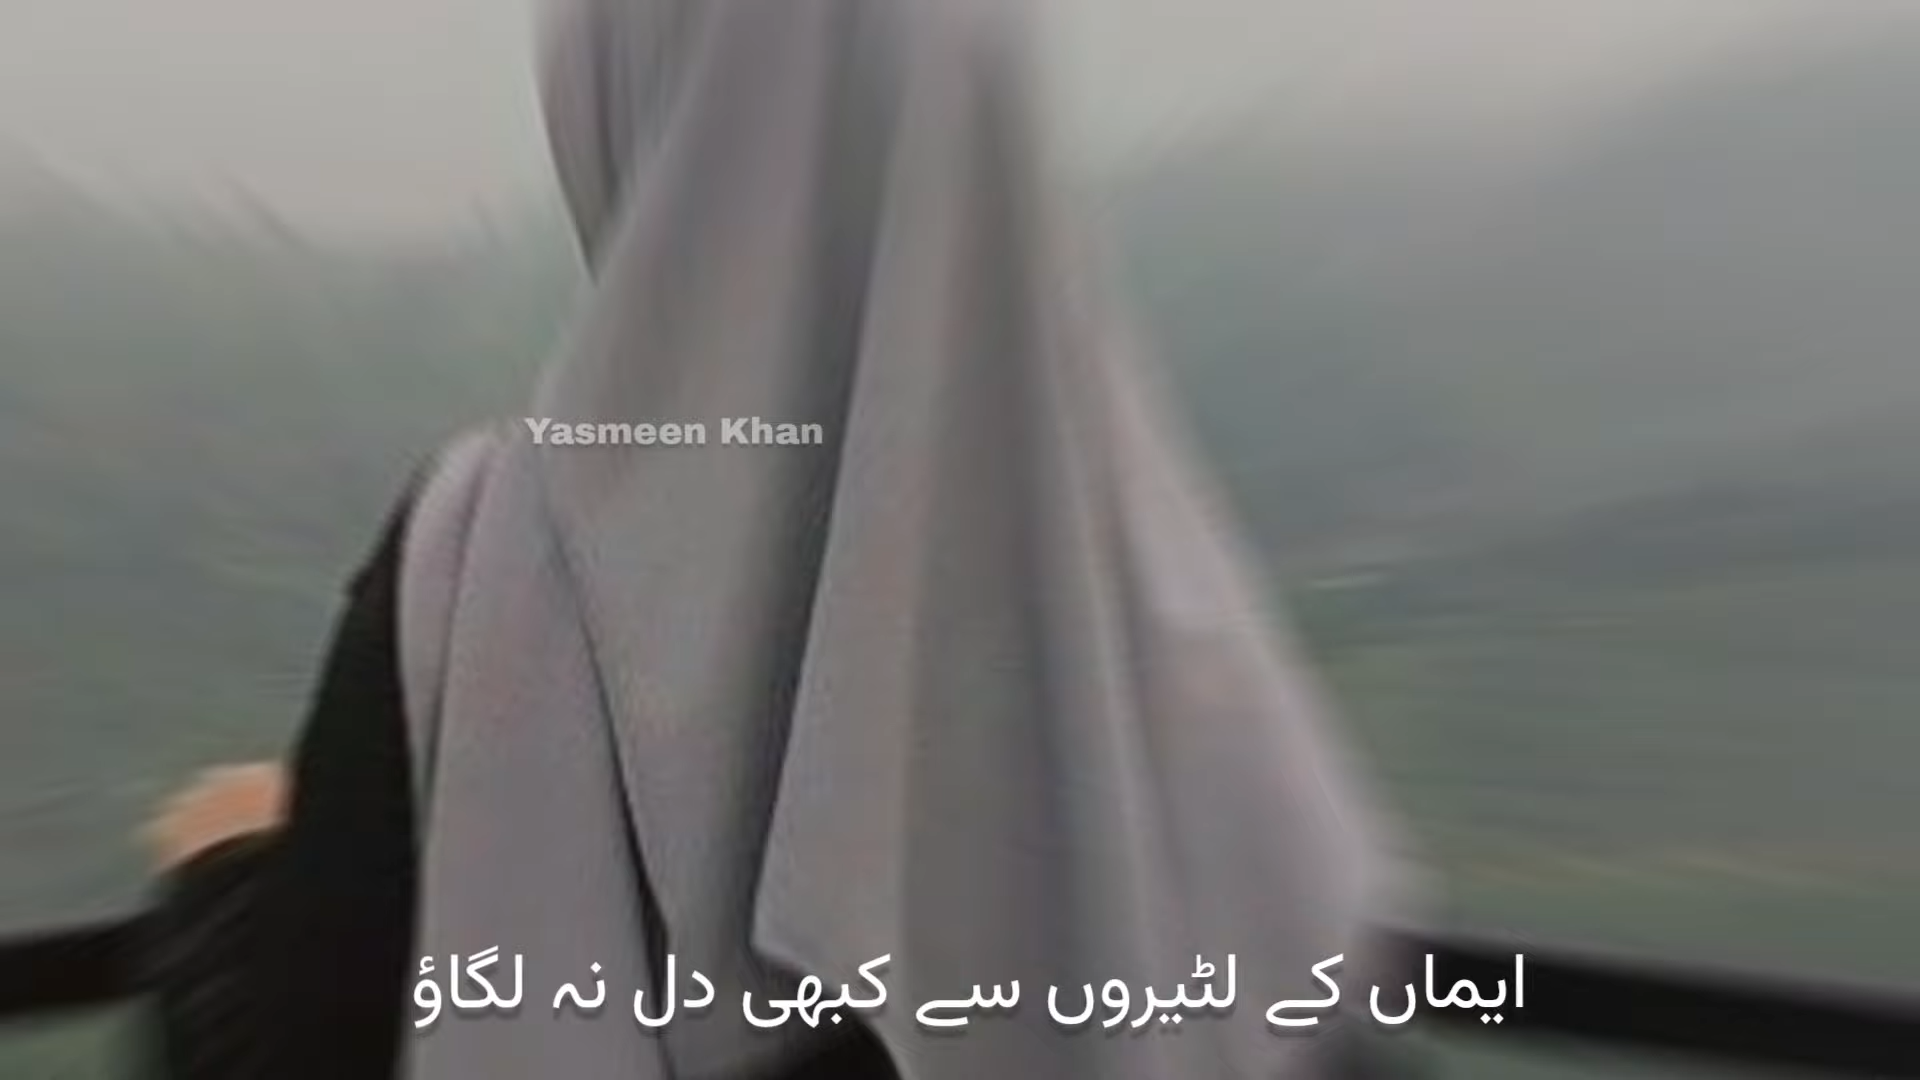 Yasmeen Khan
ایماں کے لٹیروں سے کبھی دل نہ لگاؤ